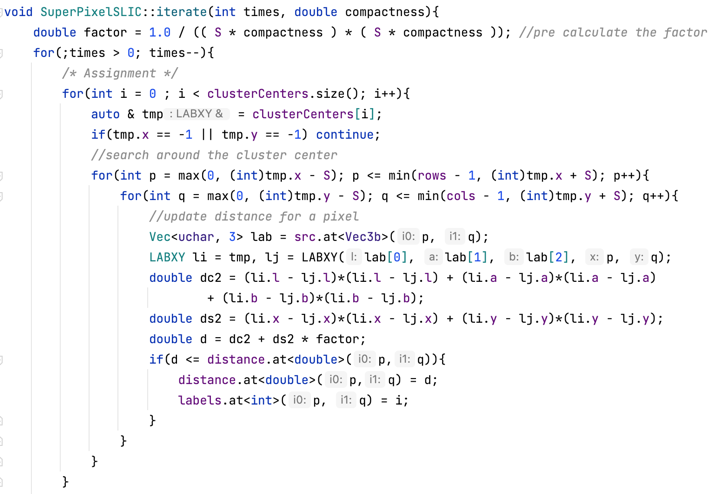 void SuperPixelSLIC::iterate(int times, double compactness){
    double factor = 1.0 / (( S * compactness ) * ( S * compactness )); //pre calculate the factor
    for(;times > 0; times--){
        /* Assignment */
        for(int i = 0 ; i < clusterCenters.size(); i++){
            auto & tmp : LABXY & = clusterCenters[i];
            if(tmp.x == -1 || tmp.y == -1) continue;
            //search around the cluster center
            for(int p = max(0, (int)tmp.x - S); p <= min(rows - 1, (int)tmp.x + S); p++){
                for(int q = max(0, (int)tmp.y - S); q <= min(cols - 1, (int)tmp.y + S); q++){
                    //update distance for a pixel
                    Vec<uchar, 3> lab = src.at<Vec3b>( i0: p, i1: q);
                    LABXY li = tmp, lj = LABXY( l: lab[0], a: lab[1], b: lab[2], x: p, y: q);
                    double dc2 = (li.l - lj.l)*(li.l - lj.l) + (li.a - lj.a)*(li.a - lj.a)
                            + (li.b - lj.b)*(li.b - lj.b);
                    double ds2 = (li.x - lj.x)*(li.x - lj.x) + (li.y - lj.y)*(li.y - lj.y);
                    double d = dc2 + ds2 * factor;
                    if(d <= distance.at<double>( i0: p, i1: q)){
                        distance.at<double>( i0: p, i1: q) = d;
                        labels.at<int>( i0: p, i1: q) = i;
                    }
                }
            }
        }